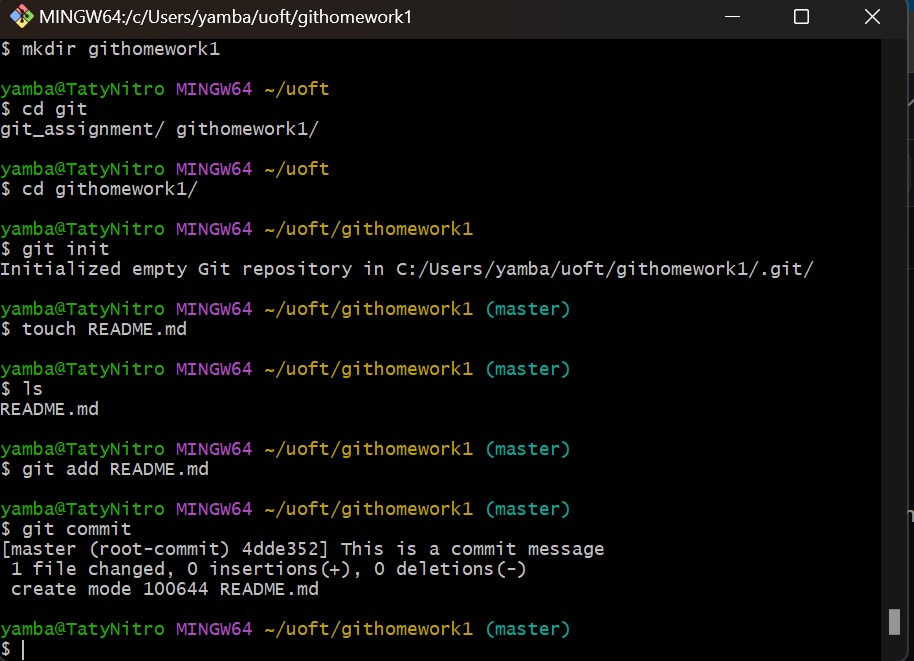 MINGW64:/c/Users/yamba/uoft/githomework1
$ mkdir githomework1
yamba@TatyNitro MINGW64 ~/uoft
$ cd git
git_assignment/ githomework1/
yamba@TatyNitro MINGW64 ~/uoft
$ cd githomework1/
yamba@TatyNitro MINGW64 ~/uoft/githomework1
$ git init
Initialized empty Git repository in C:/Users/yamba/uoft/githomework1/.git/
yamba@TatyNitro MINGW64 ~/uoft/githomework1 (master)
$ touch README.md
yamba@TatyNitro MINGW64 ~/uoft/githomework1 (master)
$ ls
README.md
yamba@TatyNitro MINGW64 ~/uoft/githomework1 (master)
$ git add README.md
yamba@TatyNitro MINGW64 ~/uoft/githomework1 (master)
$ git commit
[master (root-commit) 4dde352] This is a commit message
 1 file changed, 0 insertions(+), 0 deletions(-)
 create mode 100644 README.md
yamba@TatyNitro MINGW64 ~/uoft/githomework1 (master)
$